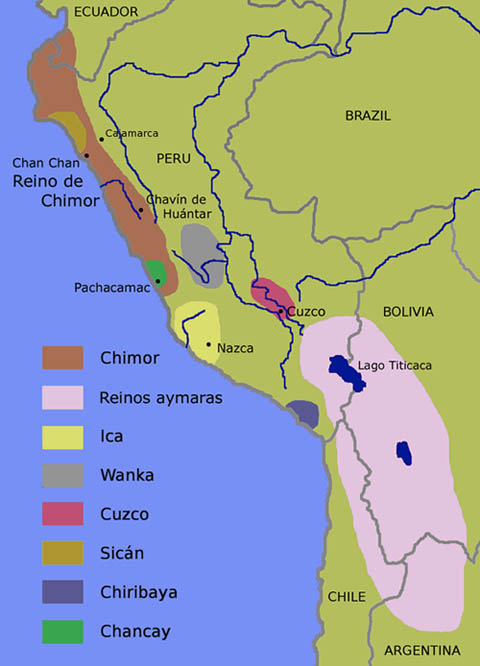 ECUADOR
BRAZIL
Cajamarca
PERU
Chan Chan
Reino de
Chimor
Chavín de
Huántar
Pachacamac
Cuzco
BOLIVIA
Nazca
Lago Titicaca
Chimor
Reinos aymaras
Ica
Wanka
Cuzco
Sicán
Chiribaya
Chancay
CHILE
ARGENTINA